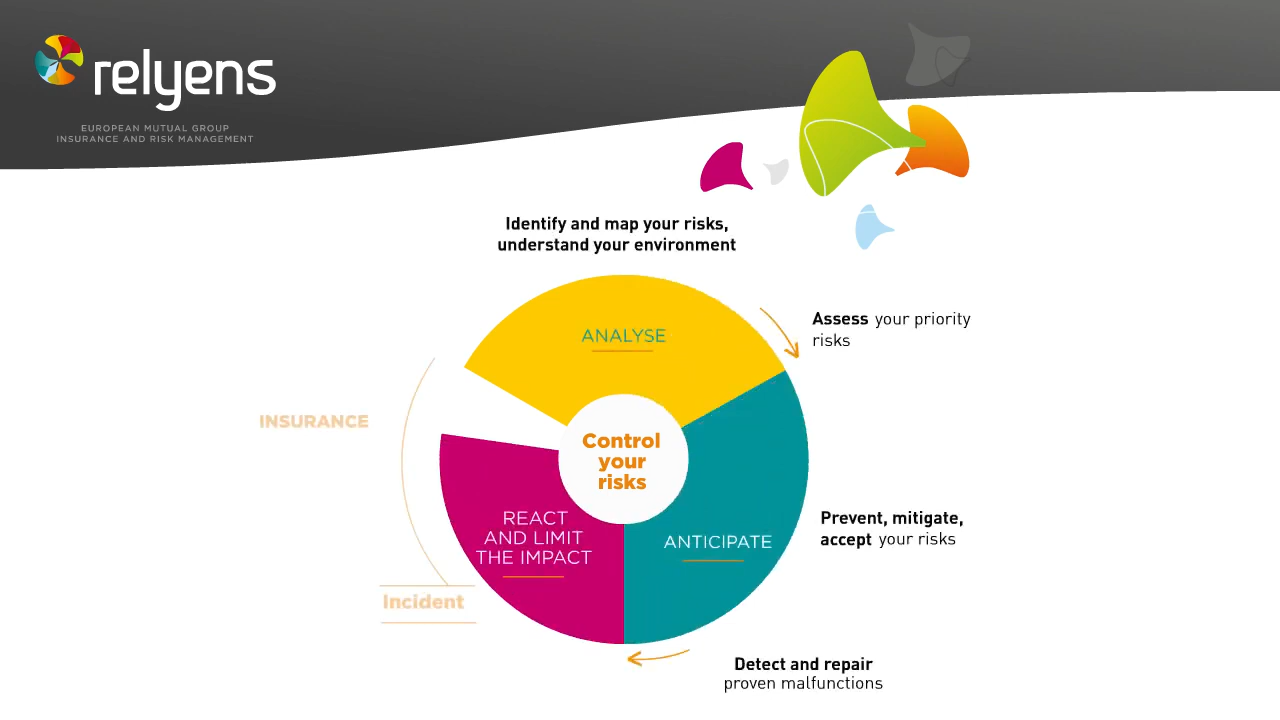 relyens
EUROPEAN MUTUAL GROUP
INSURANCE AND RISK MANAGEMENT
Identify and map your risks,
understand your environment
ANALYSE
Assess your priority
risks
INSURANCE
Control
your
risks
REACT
AND LIMIT
THE IMPACT
ANTICIPATE
Prevent, mitigate,
accept your risks
Incident
Detect and repair
proven malfunctions